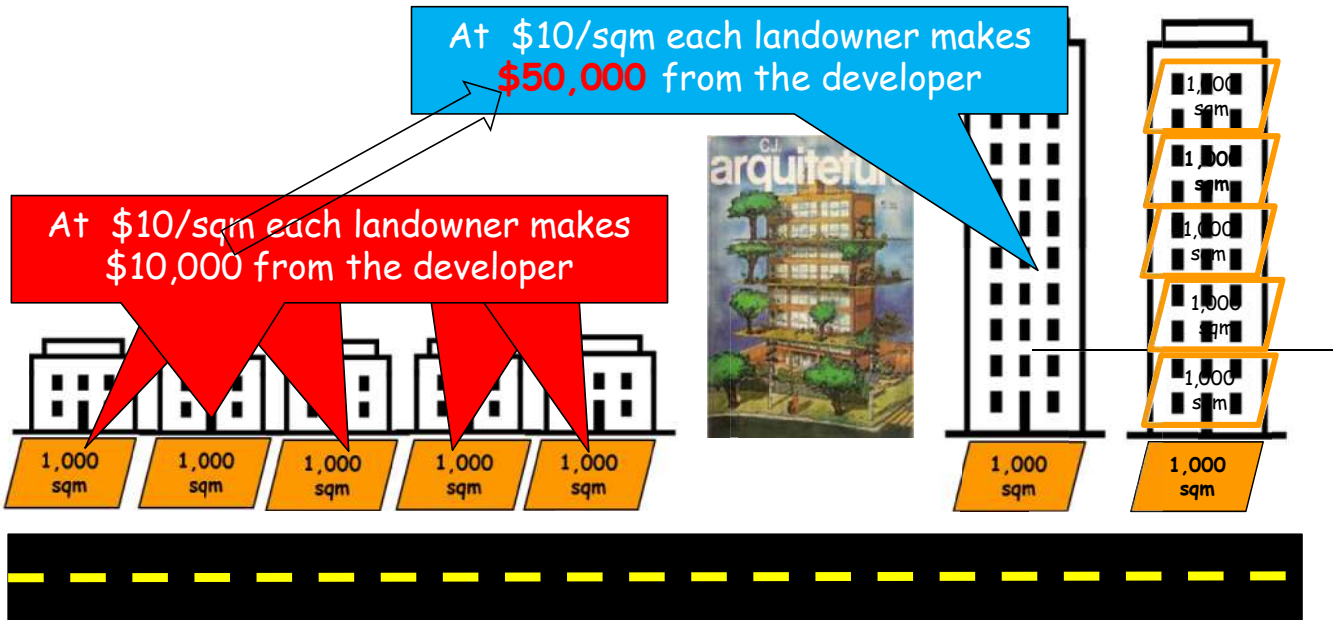 At $10/sqm each landowner makes
$50,000 from the developer
At $10/sqm each landowner makes
$10,000 from the developer
C.J.
arquitetur
1,000
sqm
1,000
sqm
1,000
sqm
1,000
sqm
1,000
sqm
1,000
sqm
1,000
sqm
1,000
sqm
1,000
sqm
1,000
sqm
1,000
sqm
1,000
sqm